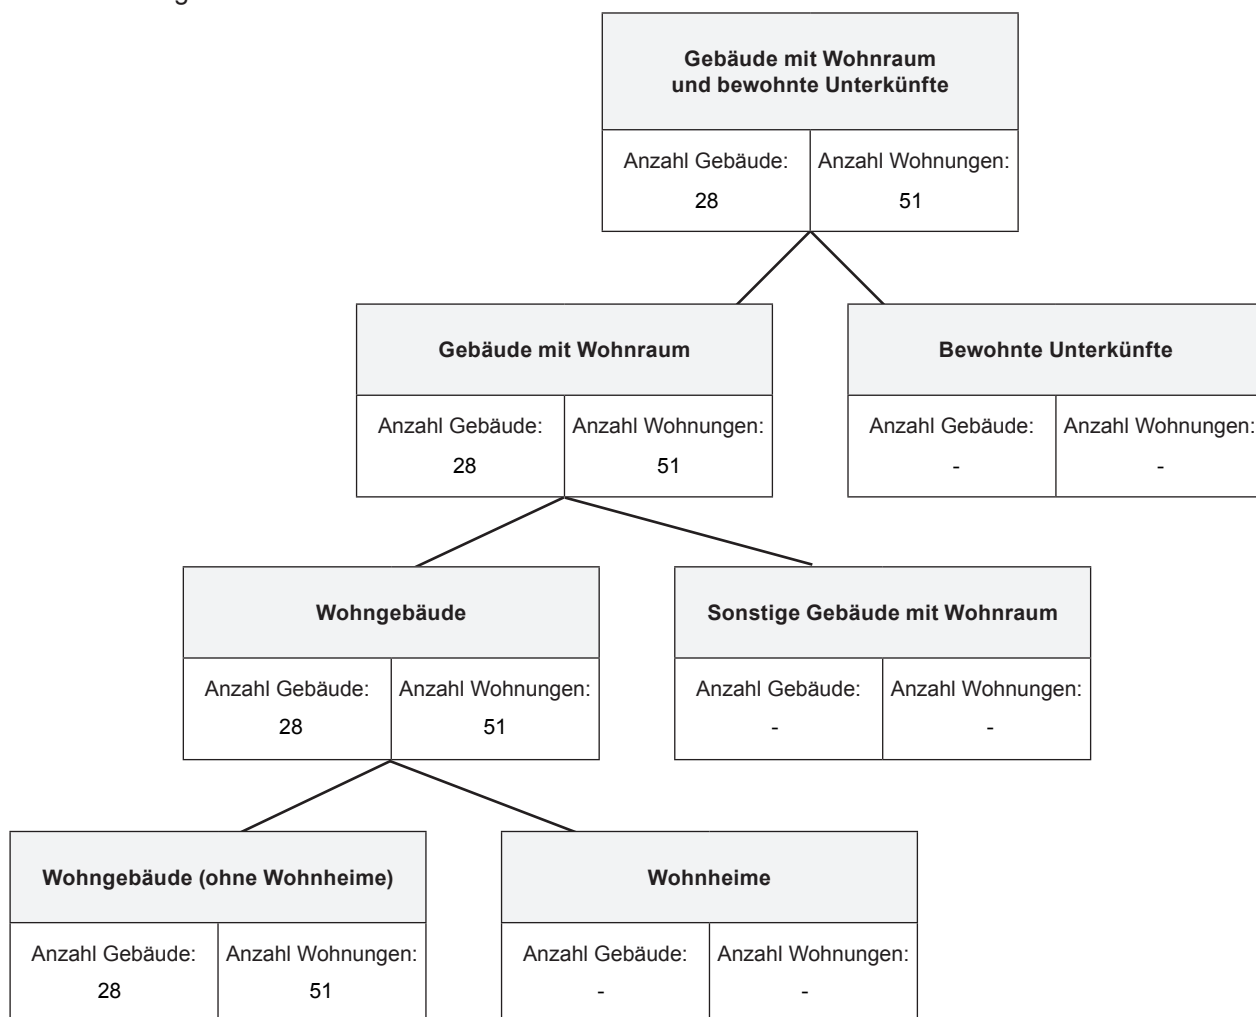 Gebäude mit Wohnraum
und bewohnte Unterkünfte
Anzahl Gebäude:
28
Anzahl Wohnungen:
51
Gebäude mit Wohnraum
Anzahl Gebäude:
28
Anzahl Wohnungen:
51
Bewohnte Unterkünfte
Anzahl Gebäude:
-
Anzahl Wohnungen:
-
Wohngebäude
Anzahl Gebäude:
28
Anzahl Wohnungen:
51
Sonstige Gebäude mit Wohnraum
Anzahl Gebäude:
-
Anzahl Wohnungen:
-
Wohngebäude (ohne Wohnheime)
Anzahl Gebäude:
28
Anzahl Wohnungen:
51
Wohnheime
Anzahl Gebäude:
-
Anzahl Wohnungen:
-